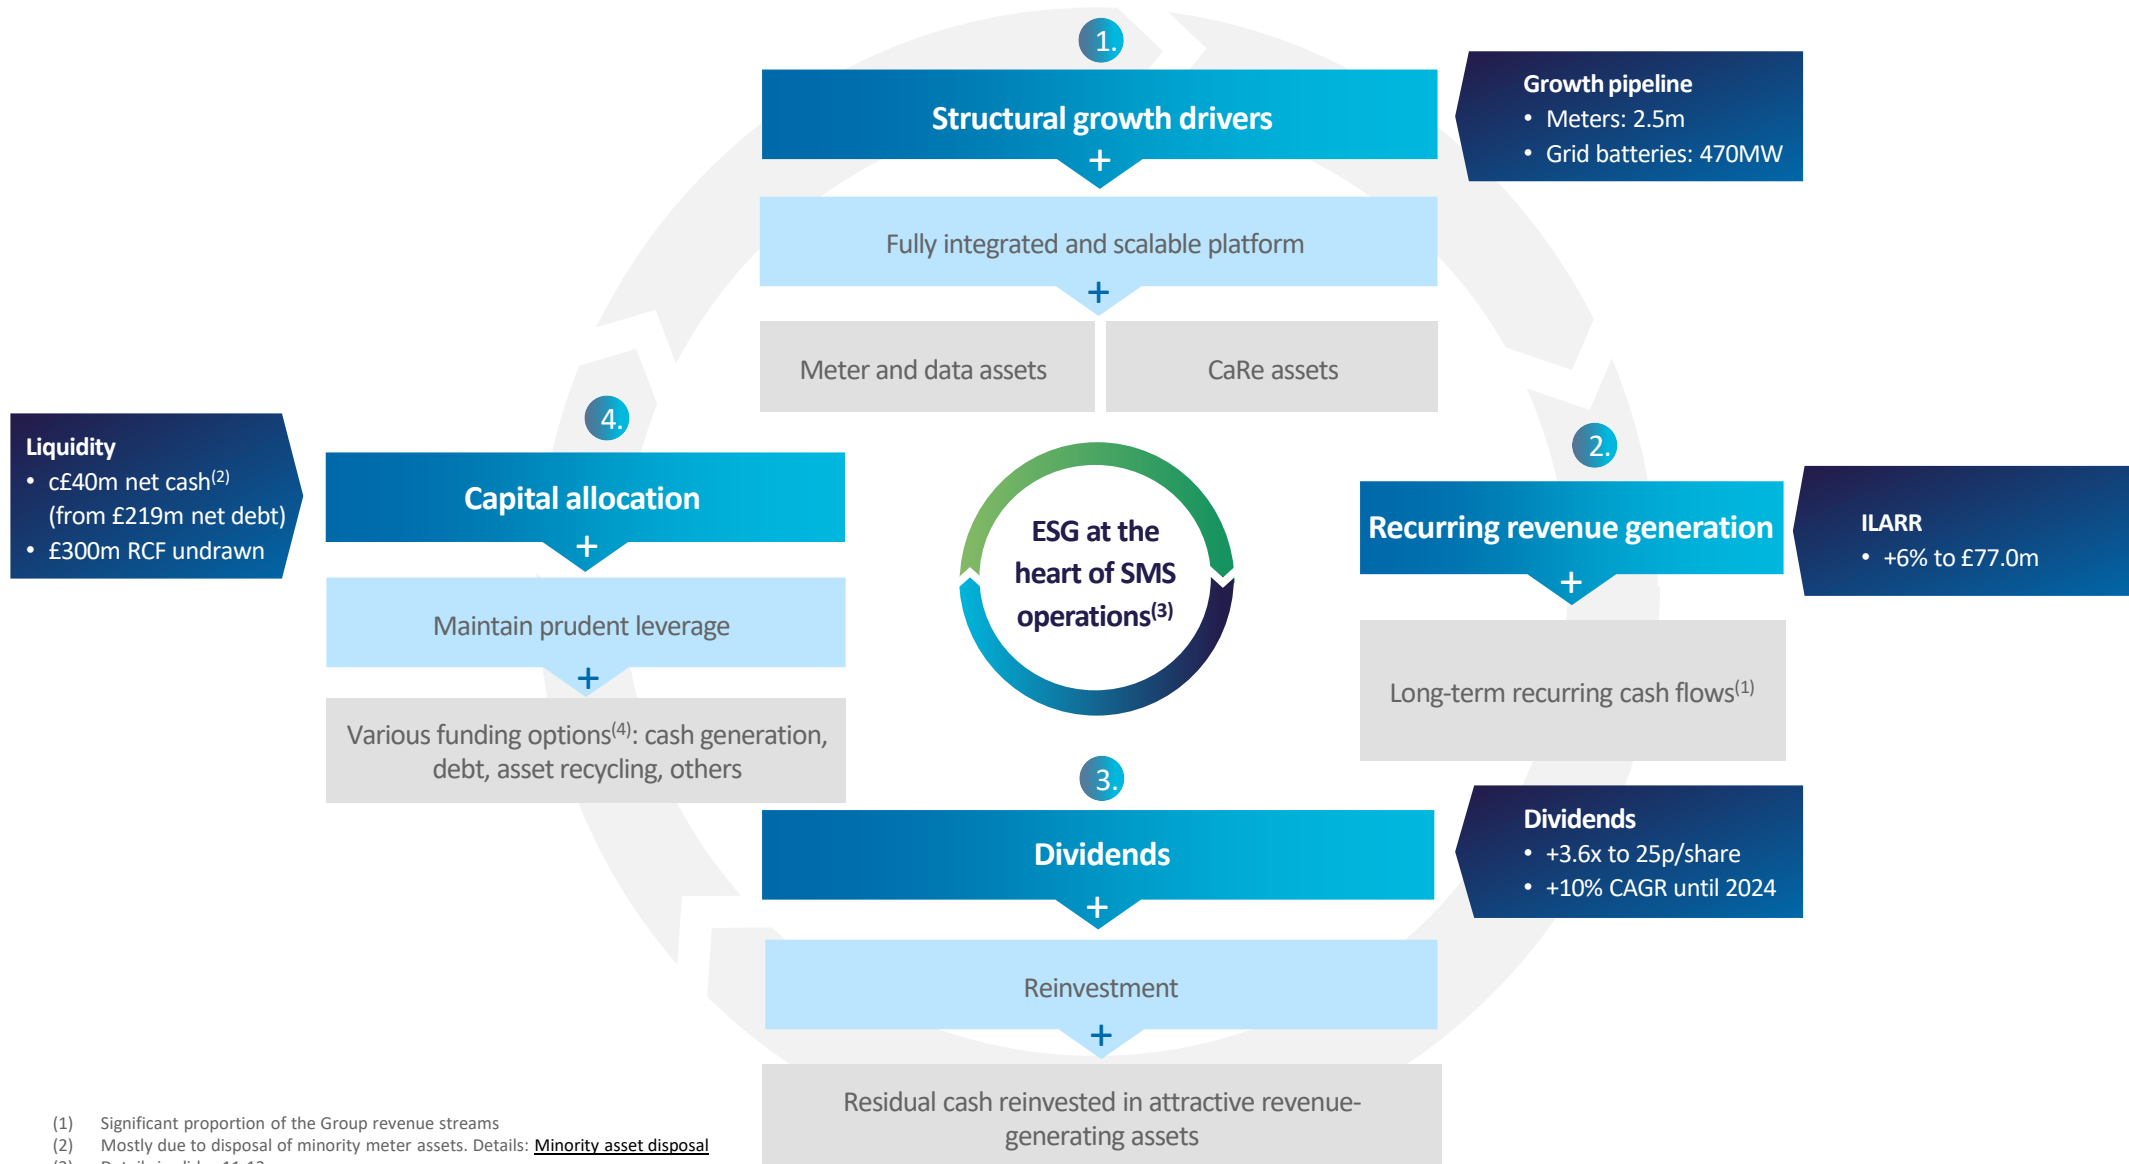 1.
Structural growth drivers
+
Fully integrated and scalable platform
+
Meter and data assets
CaRe assets
Growth pipeline
• Meters: 2.5m
• Grid batteries: 470MW
2.
Recurring revenue generation
+
Long-term recurring cash flows(1)
ILARR
• +6% to £77.0m
3.
Dividends
+
Reinvestment
+
Residual cash reinvested in attractive revenue-
generating assets
Dividends
• +3.6x to 25p/share
• +10% CAGR until 2024
4.
Capital allocation
+
Maintain prudent leverage
+
Various funding options(4): cash generation,
debt, asset recycling, others
Liquidity
• c£40m net cash(2)
(from £219m net debt)
• £300m RCF undrawn
ESG at the
heart of SMS
operations(3)
(1) Significant proportion of the Group revenue streams
(2) Mostly due to disposal of minority meter assets. Details: Minority asset disposal